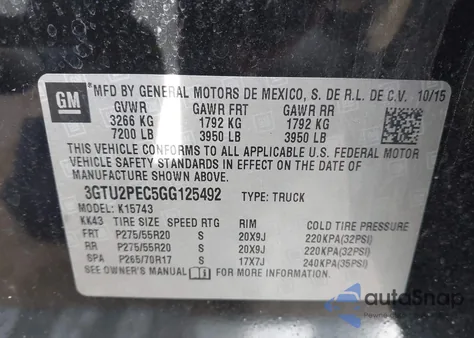 GM
MFD BY GENERAL MOTORS DE MEXICO, S. DE R.L. DE C.V. 10/15
GVWR GAWR FRT GAWR RR
3266 KG 1792 KG 1792 KG
7200 LB 3950 LB 3950 LB
THIS VEHICLE CONFORMS TO ALL APPLICABLE U.S. FEDERAL MOTOR
VEHICLE SAFETY STANDARDS IN EFFECT ON THE DATE OF
MANUFACTURE SHOWN ABOVE.
3GTU2PEC5GG125492 TYPE: TRUCK
MODEL: K15743
KK43 TIRE SIZE SPEED RTG RIM COLD TIRE PRESSURE
FRT P275/55R20 S 20X9J 220KPA(32PSI)
RR P275/55R20 S 20X9J 220KPA(32PSI)
SPA P265/70R17 S 17X7J 240KPA(35PSI)
SEE OWNER'S MANUAL FOR ADDITIONAL INFORMATION.
autoSnap